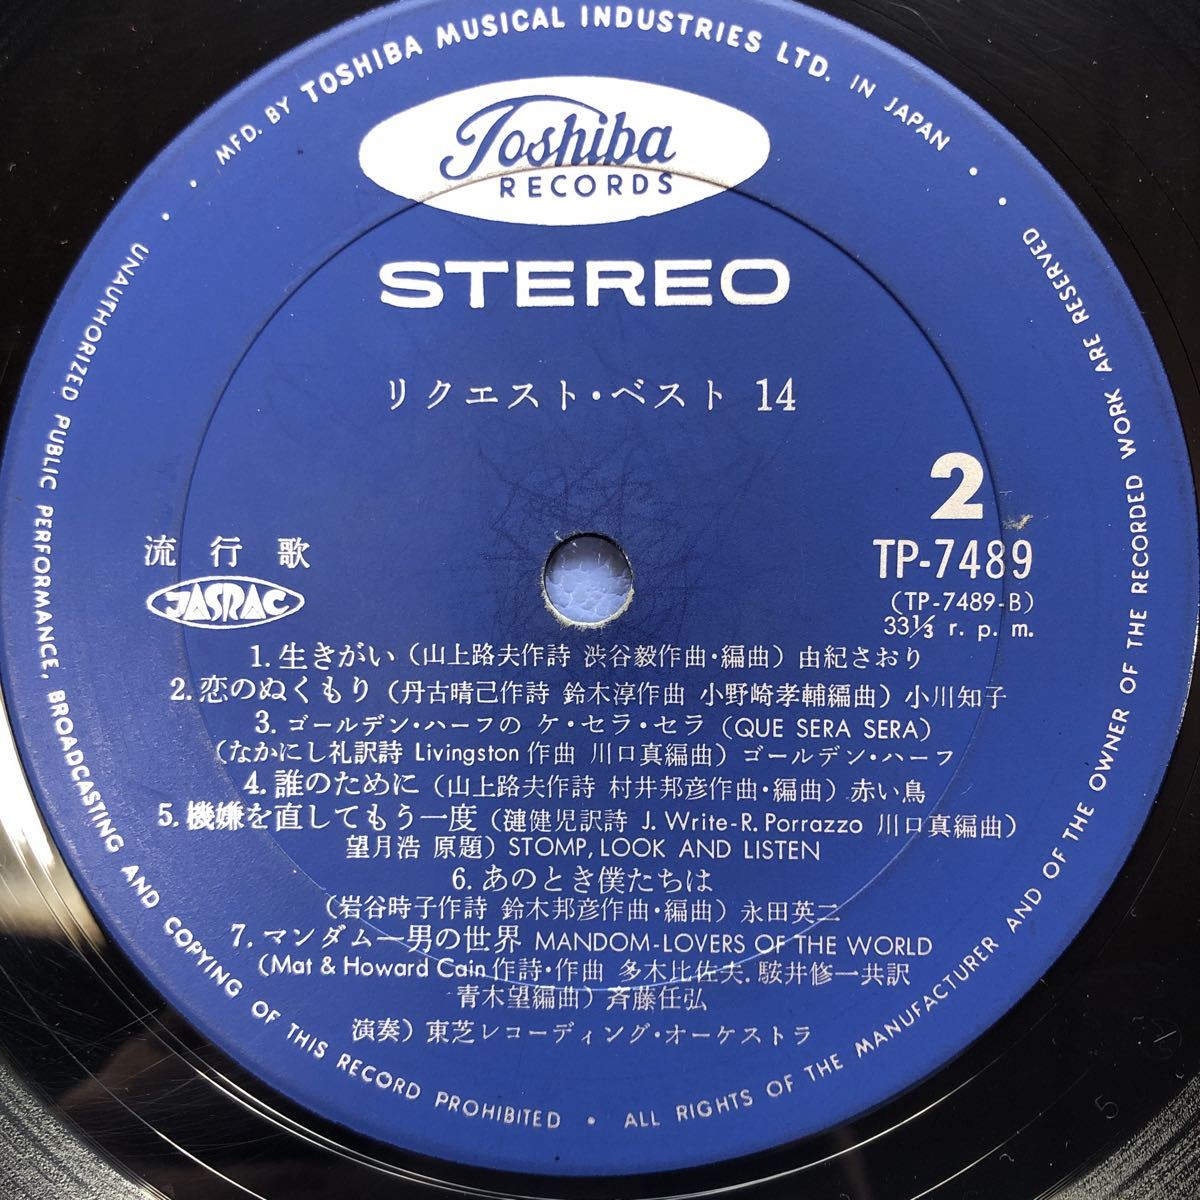 MFD. BY TOSHIBA MUSICAL INDUSTRIES LTD. IN JAPAN
Toshiba
RECORDS
STEREO
リクエスト・ベスト 14
2
流行歌
JASRAC
TP-7489
(TP-7489-B)
33⅓ r. p. m.
1. 生きがい (山上路夫作詩 渋谷毅作曲・編曲) 由紀さおり
2. 恋のぬくもり (丹古晴己作詩 鈴木淳作曲 小野崎孝輔編曲) 小川知子
3. ゴールデン・ハーフの ケ・セラ・セラ (QUE SERA SERA)
(なかにし礼訳詩 Livingston 作曲 川口真編曲) ゴールデン・ハーフ
4. 誰のために (山上路夫作詩 村井邦彦作曲・編曲) 赤い鳥
5. 機嫌を直してもう一度 (漣健児訳詩 J. Write-R. Porrazzo 川口真編曲)
望月浩 原題) STOMP, LOOK AND LISTEN
6. あのとき僕たちは
(岩谷時子作詩 鈴木邦彦作曲・編曲) 永田英二
7. マンダム—男の世界 MANDOM-LOVERS OF THE WORLD
(Mat & Howard Cain 作詩・作曲 多木比佐夫. 駿井修一共訳
青木望編曲) 斉藤任弘
演奏) 東芝レコーディング・オーケストラ
UNAUTHORIZED PUBLIC PERFORMANCE, BROADCASTING AND COPYING OF THIS RECORD PROHIBITED • ALL RIGHTS OF THE MANUFACTURER AND OF THE OWNER OF THE RECORDED WORK ARE RESERVED
5